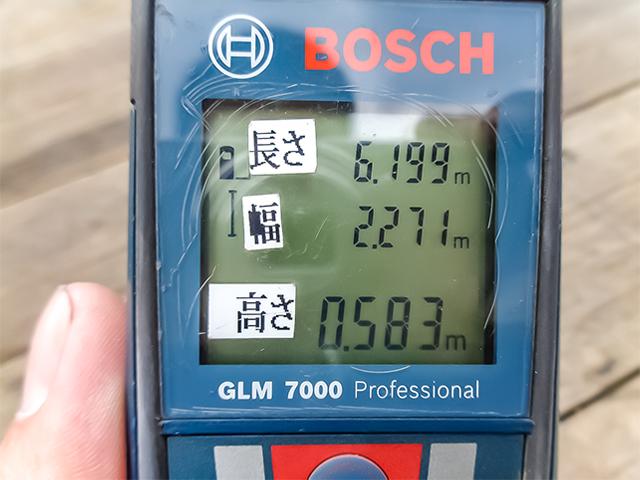 BOSCH
長さ 6.199 m
幅 2.271 m
高さ 0.583 m
GLM 7000 Professional